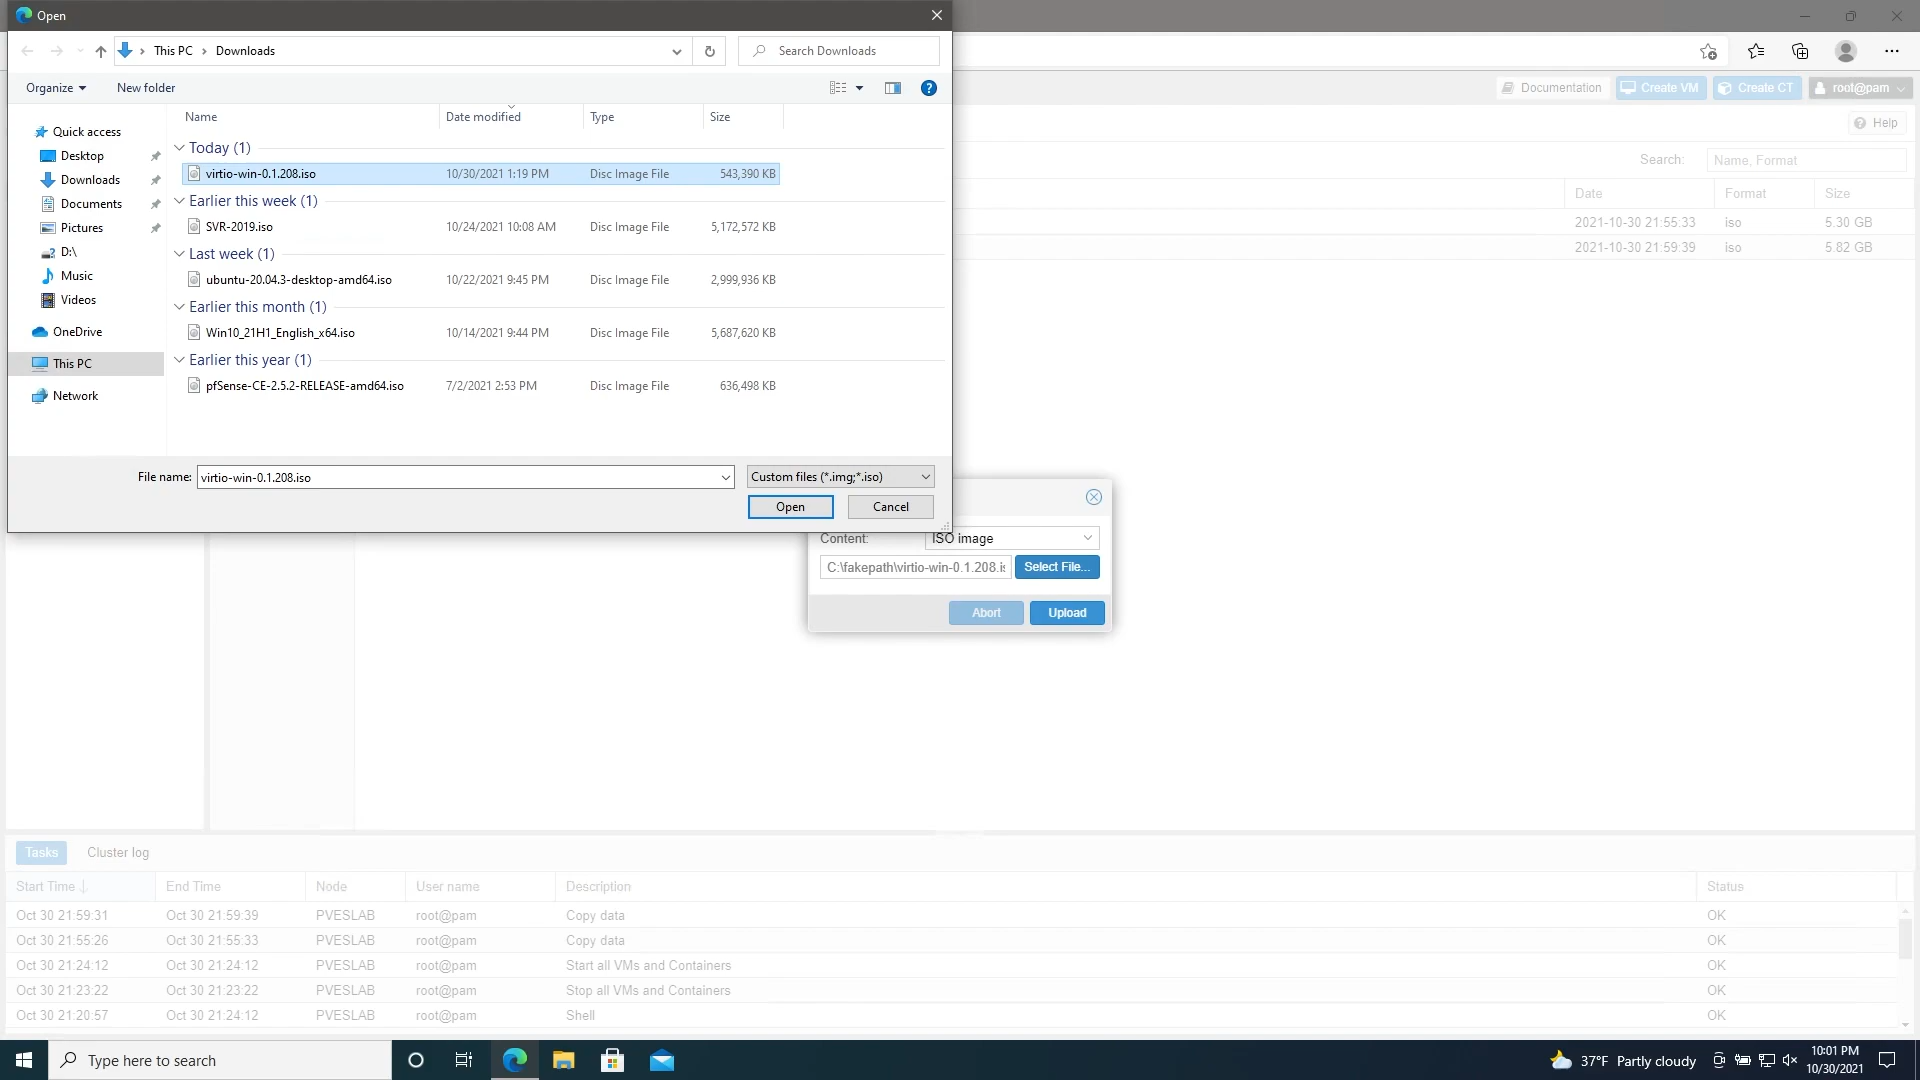 Open
This PC > Downloads
Search Downloads
Organize
New folder
Documentation
Create VM
Create CT
root@pam
Help
Search:
Name, Format
Name
Date modified
Type
Size
Quick access
Desktop
Downloads
Documents
Pictures
D:\
Music
Videos
OneDrive
This PC
Network
Today (1)
virtio-win-0.1.208.iso 10/30/2021 1:19 PM Disc Image File 543,390 KB
Earlier this week (1)
SVR-2019.iso 10/24/2021 10:08 AM Disc Image File 5,172,572 KB
Last week (1)
ubuntu-20.04.3-desktop-amd64.iso 10/22/2021 9:45 PM Disc Image File 2,999,936 KB
Earlier this month (1)
Win10_21H1_English_x64.iso 10/14/2021 9:44 PM Disc Image File 5,687,620 KB
Earlier this year (1)
pfSense-CE-2.5.2-RELEASE-amd64.iso 7/2/2021 2:53 PM Disc Image File 636,498 KB
Date Format Size
2021-10-30 21:55:33 iso 5.30 GB
2021-10-30 21:59:39 iso 5.82 GB
File name: virtio-win-0.1.208.iso
Custom files (*.img;*.iso)
Open
Cancel
Content: ISO image
C:\fakepath\virtio-win-0.1.208.is
Select File...
Abort
Upload
Tasks
Cluster log
Start Time End Time Node User name Description Status
Oct 30 21:59:31 Oct 30 21:59:39 PVESLAB root@pam Copy data OK
Oct 30 21:55:26 Oct 30 21:55:33 PVESLAB root@pam Copy data OK
Oct 30 21:24:12 Oct 30 21:24:12 PVESLAB root@pam Start all VMs and Containers OK
Oct 30 21:23:22 Oct 30 21:23:22 PVESLAB root@pam Stop all VMs and Containers OK
Oct 30 21:20:57 Oct 30 21:24:12 PVESLAB root@pam Shell OK
Type here to search
37°F Partly cloudy
10:01 PM
10/30/2021